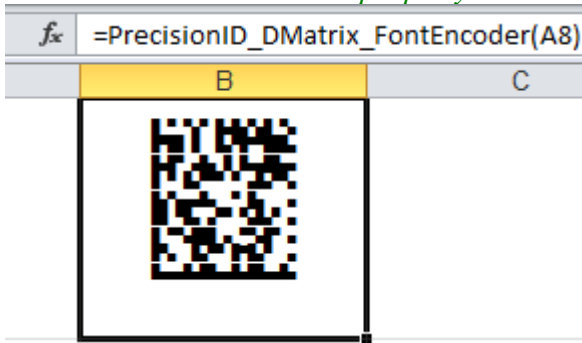 fx =PrecisionID_DMatrix_FontEncoder(A8)
B C